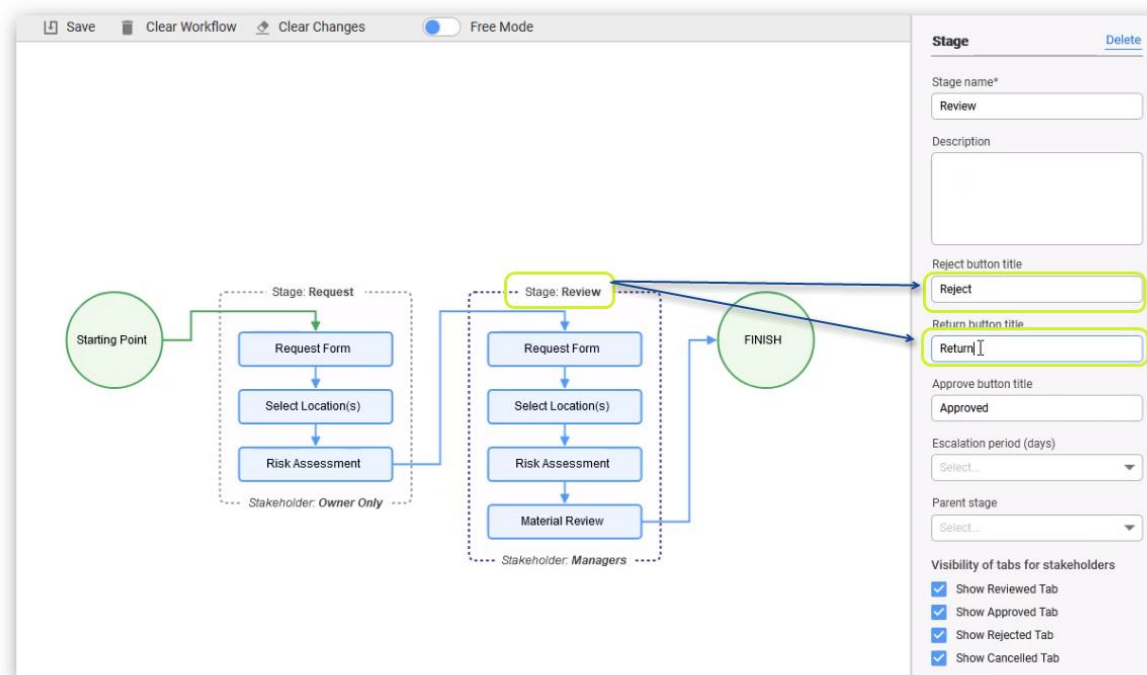 Save Clear Workflow Clear Changes Free Mode
Stage: Request
Starting Point
Request Form
Select Location(s)
Risk Assessment
Stakeholder: Owner Only
Stage: Review
Request Form
Select Location(s)
Risk Assessment
Material Review
Stakeholder: Managers
FINISH
Stage Delete
Stage name*
Review
Description
Reject button title
Reject
Return button title
Return
Approve button title
Approved
Escalation period (days)
Select...
Parent stage
Select...
Visibility of tabs for stakeholders
Show Reviewed Tab
Show Approved Tab
Show Rejected Tab
Show Cancelled Tab